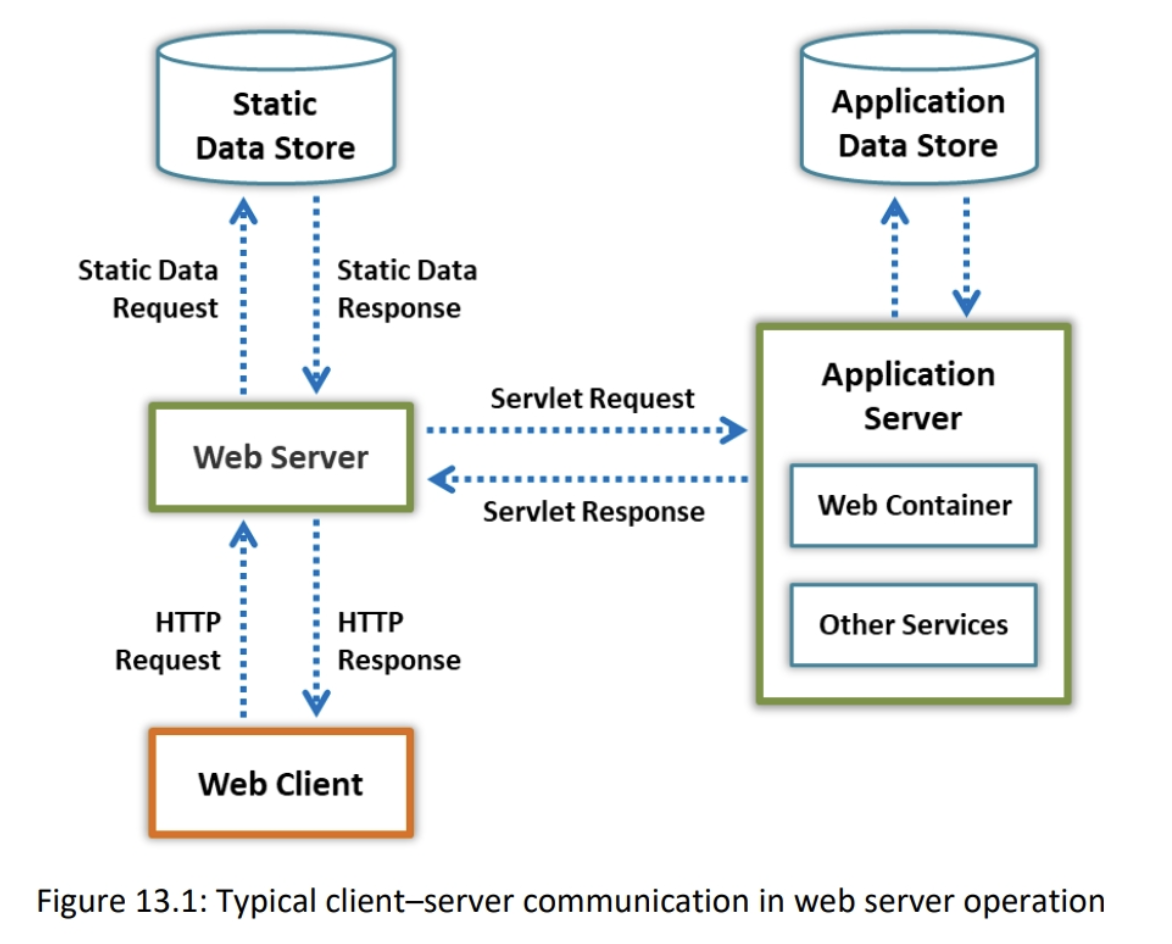 Static
Data Store
Application
Data Store
Static Data
Request
Static Data
Response
Servlet Request
Servlet Response
Web Server
Application
Server
Web Container
Other Services
HTTP
Request
HTTP
Response
Web Client
Figure 13.1: Typical client–server communication in web server operation